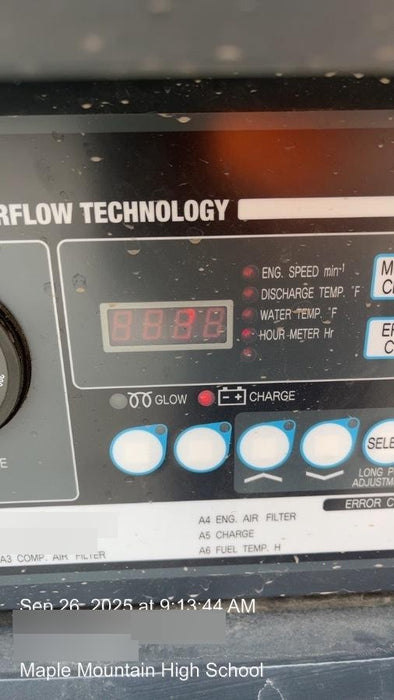 RFLOW TECHNOLOGY
ENG. SPEED min-1
DISCHARGE TEMP. °F
WATER TEMP. °F
HOUR METER Hr
GLOW
- +
CHARGE
SELE
LONG P
ADJUSTM
ERROR C
A4 ENG. AIR FILTER
A5 CHARGE
A6 FUEL TEMP. H
A3 COMP. AIR FILTER
Sep 26, 2025 at 9:13:44 AM
Maple Mountain High School